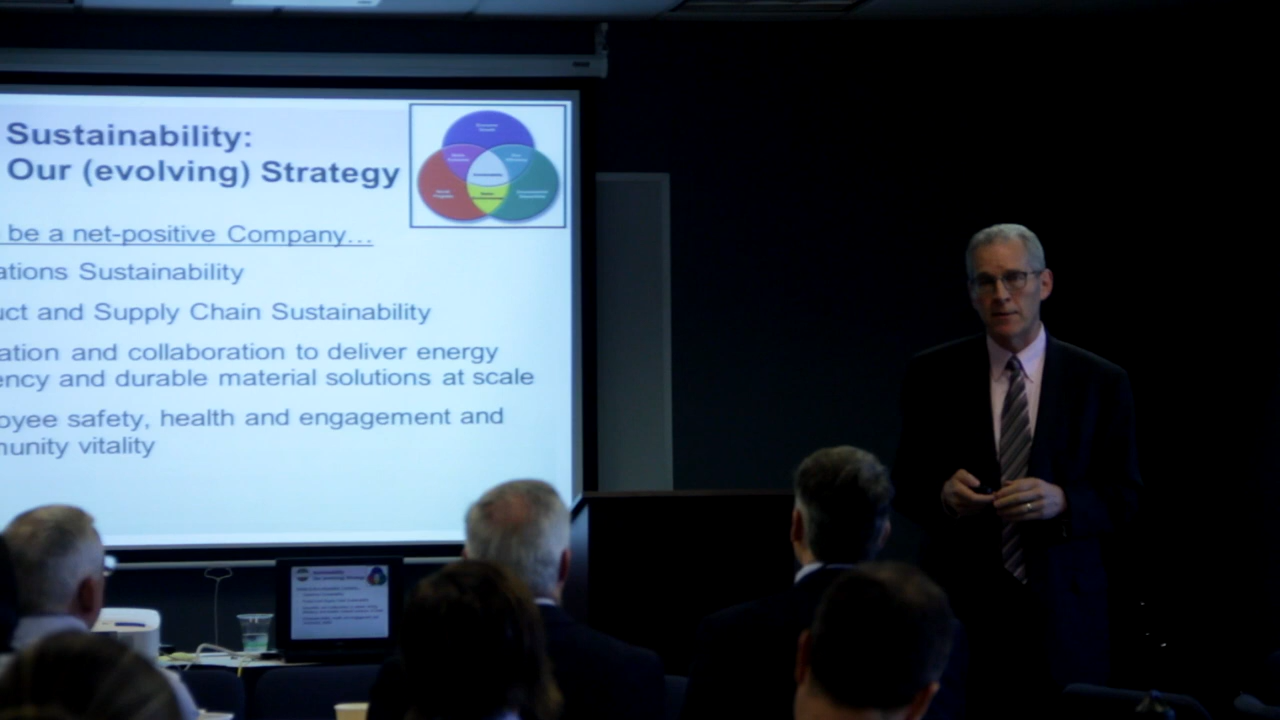 Sustainability:
Our (evolving) Strategy
be a net-positive Company...
ations Sustainability
uct and Supply Chain Sustainability
ation and collaboration to deliver energy
ency and durable material solutions at scale
oyee safety, health and engagement and
unity vitality